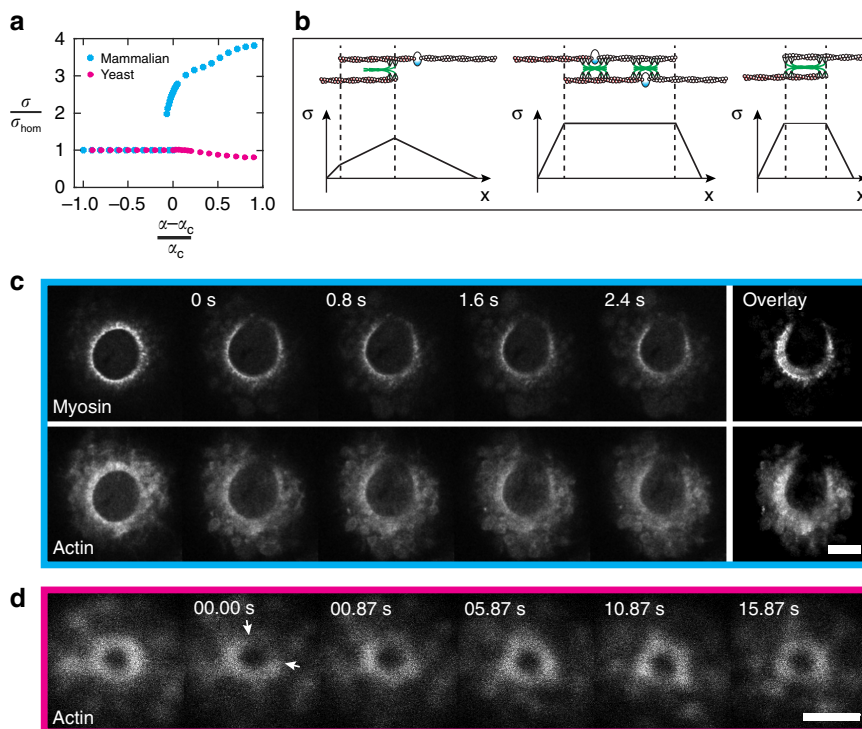 a
4
3
2
1
0
σ
σhom
Mammalian
Yeast
−1.0 −0.5 0 0.5 1.0
α−αc
αc
b
σ
x
σ
x
σ
x
c
0 s 0.8 s 1.6 s 2.4 s Overlay
Myosin
Actin
d
00.00 s 00.87 s 05.87 s 10.87 s 15.87 s
Actin